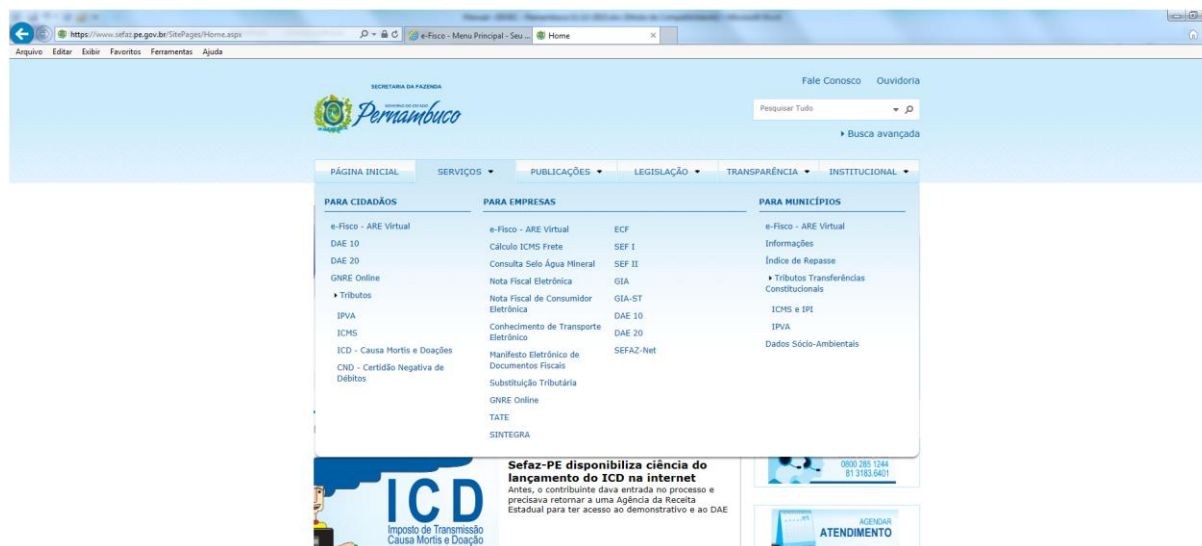 https://www.sefaz.pe.gov.br/SitePages/Home.aspx
e-Fisco - Menu Principal - Seu ...
Home
Arquivo Editar Exibir Favoritos Ferramentas Ajuda
Fale Conosco Ouvidoria
SECRETARIA DA FAZENDA
GOVERNO DO ESTADO
Pernambuco
Pesquisar Tudo
Busca avançada
PÁGINA INICIAL SERVIÇOS PUBLICAÇÕES LEGISLAÇÃO TRANSPARÊNCIA INSTITUCIONAL
PARA CIDADÃOS
e-Fisco - ARE Virtual
DAE 10
DAE 20
GNRE Online
Tributos
IPVA
ICMS
ICD - Causa Mortis e Doações
CND - Certidão Negativa de
Débitos
PARA EMPRESAS
e-Fisco - ARE Virtual
Cálculo ICMS Frete
Consulta Selo Água Mineral
Nota Fiscal Eletrônica
Nota Fiscal de Consumidor
Eletrônica
Conhecimento de Transporte
Eletrônico
Manifesto Eletrônico de
Documentos Fiscais
Substituição Tributária
GNRE Online
TATE
SINTEGRA
ECF
SEF I
SEF II
GIA
GIA-ST
DAE 10
DAE 20
SEFAZ-Net
PARA MUNICÍPIOS
e-Fisco - ARE Virtual
Informações
Índice de Repasse
Tributos Transferências
Constitucionais
ICMS e IPI
IPVA
Dados Sócio-Ambientais
ICD
Imposto de Transmissão
Causa Mortis e Doação
Sefaz-PE disponibiliza ciência do
lançamento do ICD na internet
Antes, o contribuinte dava entrada no processo e
precisava retornar a uma Agência da Receita
Estadual para ter acesso ao demonstrativo e ao DAE
0800 285 1244
81 3183.6401
AGENDAR
ATENDIMENTO